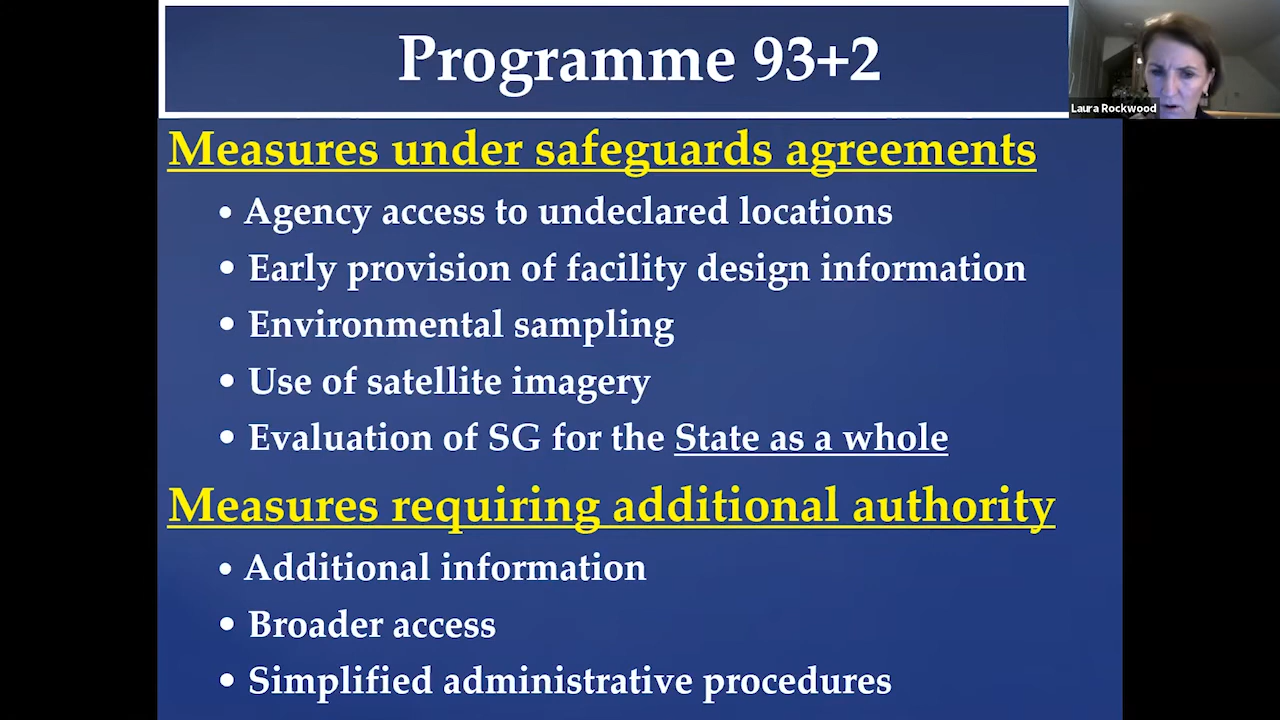 Programme 93+2
Laura Rockwood
Measures under safeguards agreements
• Agency access to undeclared locations
• Early provision of facility design information
• Environmental sampling
• Use of satellite imagery
• Evaluation of SG for the State as a whole
Measures requiring additional authority
• Additional information
• Broader access
• Simplified administrative procedures